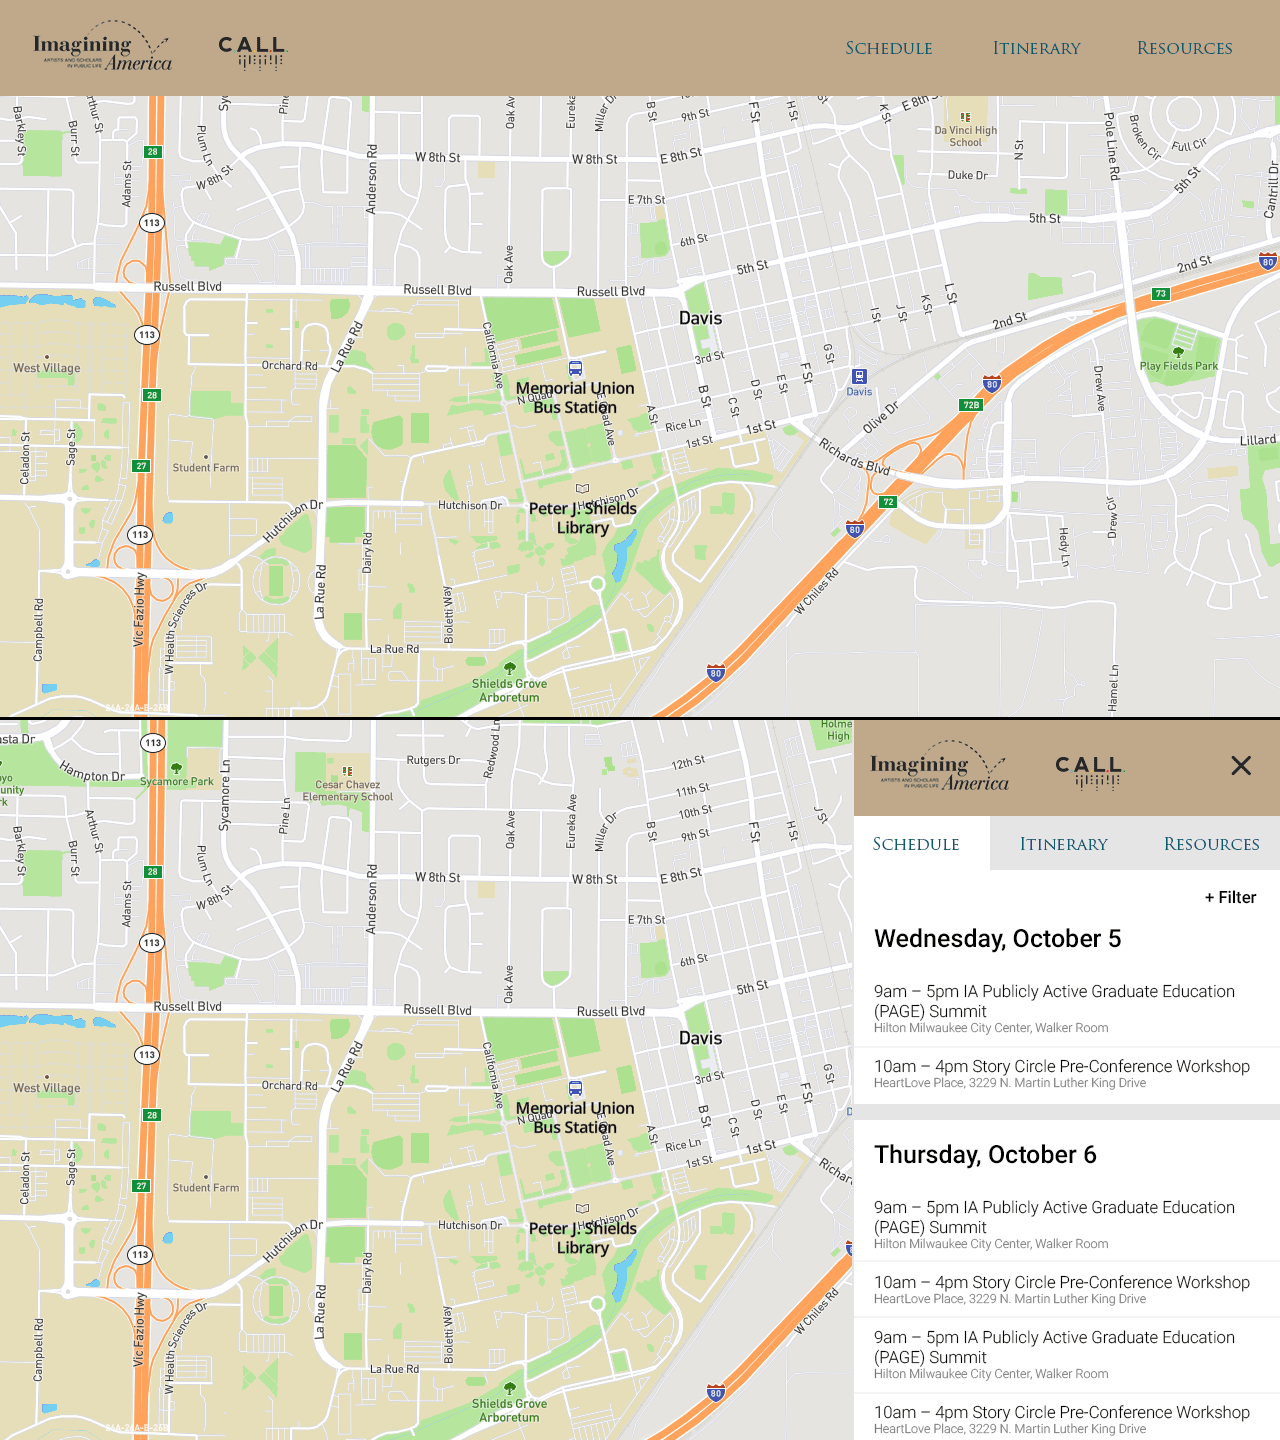 Imagining
ARTISTS AND SCHOLARS
IN PUBLIC LIFE
America
CALL
SCHEDULE
ITINERARY
RESOURCES
Barkley St
Burr St
Adams St
Plum Ln
W 8th St
Anderson Rd
W 8th St
Oak Av
Eureka
Miller D
W 8th St
B St
9th St
E 8th St
F St
H St
K St
E 8th
Da Vinci High
School
N St
Duke Dr
Pole Line Rd
Broken Cir
Full Cir
5th St
Cantrill Dr
28
113
E 7th St
6th St
5th St
5th St
2nd St
80
73
Oak Ave
Russell Blvd
Russell Blvd
Russell Blvd
Davis
L St
K St
J St
I St
2nd St
113
West Village
Orchard Rd
La Rue Rd
California Ave
Memorial Union
Bus Station
N Quad
E Quad Ave
3rd St
B St
C St
D St
E St
F St
G St
Davis
Olive Dr
80
72B
Drew Ave
Play Fields Park
28
A St
Rice Ln
1st St
1st St
Richards Blvd
Lillard
Celadon St
Sage St
27
Student Farm
Hutchison Dr
Hutchison Dr
Hutchison Dr
Peter J. Shields
Library
72
80
Drew Cir
Hedy Ln
113
Dairy Rd
La Rue Rd
Bioletti Way
W Chiles Rd
Campbell Rd
Vic Fazio Hwy
W Health Sciences Dr
La Rue Rd
Shields Grove
Arboretum
80
Hamel Ln
asta Dr
113
Hampton Dr
Sycamore Park
Sycamore Ln
Rutgers Dr
Cesar Chavez
Elementary School
Redwood Ln
12th St
11th St
10th St
9th St
Holme
High
Barkley St
Burr St
Arthur St
Adams St
Plum Ln
Pine Ln
W 8th St
Anderson Rd
W 8th St
Oak Ave
Eureka Ave
Miller Dr
W 8th St
B St
E 8th St
F St
H St
J St
28
113
E 7th St
6th St
5th St
Oak Ave
Russell Blvd
Russell Blvd
Russell Blvd
Davis
113
West Village
Orchard Rd
La Rue Rd
California Ave
Memorial Union
Bus Station
N Quad
E Quad Ave
3rd St
B St
C St
D St
E St
F St
G St
28
A St
Rice Ln
1st St
1st St
Celadon St
Sage St
27
Student Farm
Hutchison Dr
Hutchison Dr
Hutchison Dr
Peter J. Shields
Library
113
Dairy Rd
La Rue Rd
Bioletti Way
W Chiles Rd
Campbell Rd
Vic Fazio Hwy
W Health Sciences Dr
La Rue Rd
Shields Grove
Arboretum
80
Imagining
ARTISTS AND SCHOLARS
IN PUBLIC LIFE
America
CALL
SCHEDULE
ITINERARY
RESOURCES
+ Filter
Wednesday, October 5
9am – 5pm IA Publicly Active Graduate Education
(PAGE) Summit
Hilton Milwaukee City Center, Walker Room
10am – 4pm Story Circle Pre-Conference Workshop
HeartLove Place, 3229 N. Martin Luther King Drive
Thursday, October 6
9am – 5pm IA Publicly Active Graduate Education
(PAGE) Summit
Hilton Milwaukee City Center, Walker Room
10am – 4pm Story Circle Pre-Conference Workshop
HeartLove Place, 3229 N. Martin Luther King Drive
9am – 5pm IA Publicly Active Graduate Education
(PAGE) Summit
Hilton Milwaukee City Center, Walker Room
10am – 4pm Story Circle Pre-Conference Workshop
HeartLove Place, 3229 N. Martin Luther King Drive